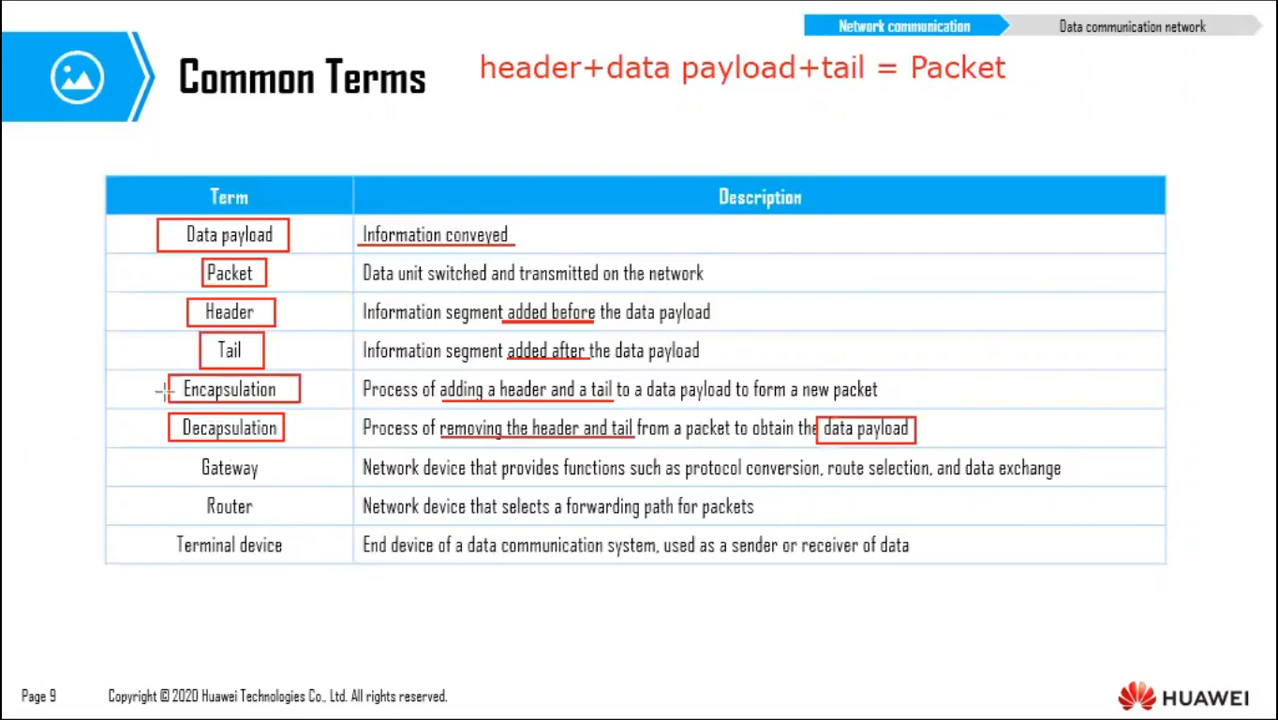 Network communication
Data communication network
Common Terms
header+data payload+tail = Packet
Term Description
Data payload Information conveyed
Packet Data unit switched and transmitted on the network
Header Information segment added before the data payload
Tail Information segment added after the data payload
Encapsulation Process of adding a header and a tail to a data payload to form a new packet
Decapsulation Process of removing the header and tail from a packet to obtain the data payload
Gateway Network device that provides functions such as protocol conversion, route selection, and data exchange
Router Network device that selects a forwarding path for packets
Terminal device End device of a data communication system, used as a sender or receiver of data
Page 9 Copyright © 2020 Huawei Technologies Co., Ltd. All rights reserved.
HUAWEI